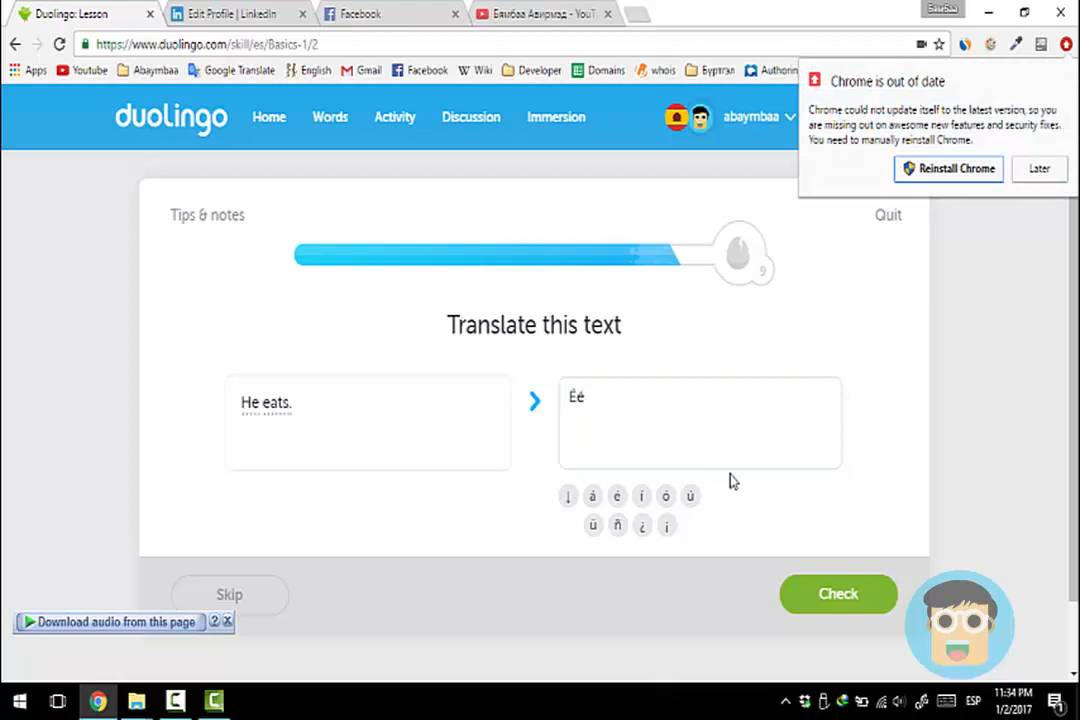 Duolingo: Lesson
Edit Profile | LinkedIn
Facebook
Баямбаа Авирмэд - YouT
https://www.duolingo.com/skill/es/Basics-1/2
Apps
Youtube
Abaymbaa
Google Translate
English
Gmail
Facebook
Wiki
Developer
Domains
whois
Бүртгэл
Authorin
Chrome is out of date
Chrome could not update itself to the latest version, so you
are missing out on awesome new features and security fixes.
You need to manually reinstall Chrome.
Reinstall Chrome
Later
duolingo
Home
Words
Activity
Discussion
Immersion
abaymbaa
Tips & notes
Quit
9
Translate this text
He eats.
Éé
↓ á é í ó ú
ü ñ ¿ ¡
Skip
Check
Download audio from this page
?
ESP
11:34 PM
1/2/2017